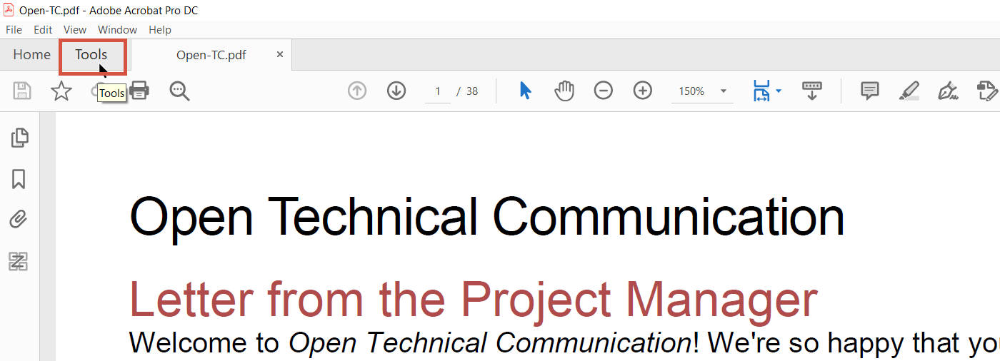 Open-TC.pdf - Adobe Acrobat Pro DC
File Edit View Window Help
Home Tools Open-TC.pdf ×
Tools 1 / 38 150%
Open Technical Communication
Letter from the Project Manager
Welcome to Open Technical Communication! We're so happy that yo